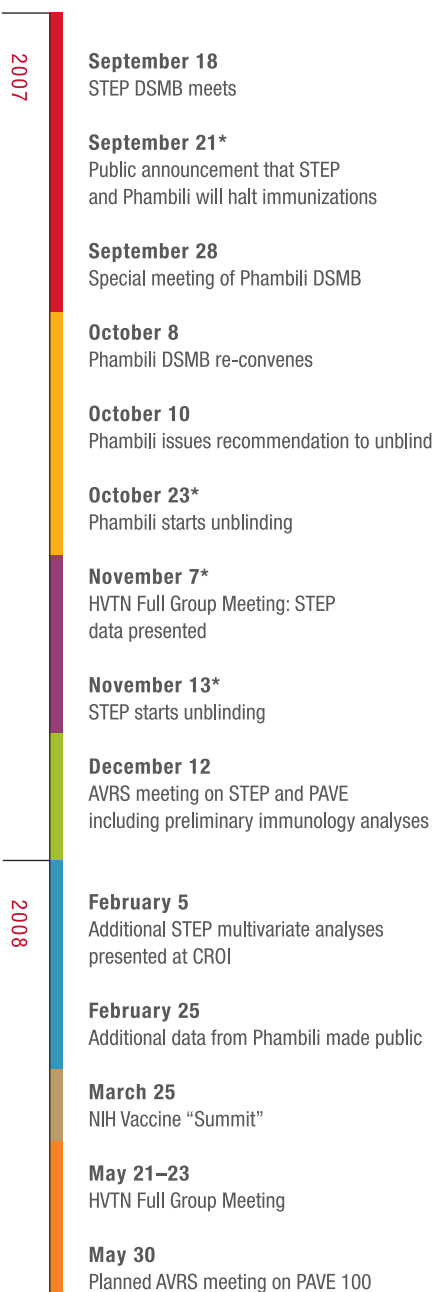 2007
September 18
STEP DSMB meets
September 21*
Public announcement that STEP
and Phambili will halt immunizations
September 28
Special meeting of Phambili DSMB
October 8
Phambili DSMB re-convenes
October 10
Phambili issues recommendation to unblind
October 23*
Phambili starts unblinding
November 7*
HVTN Full Group Meeting: STEP
data presented
November 13*
STEP starts unblinding
December 12
AVRS meeting on STEP and PAVE
including preliminary immunology analyses
2008
February 5
Additional STEP multivariate analyses
presented at CROI
February 25
Additional data from Phambili made public
March 25
NIH Vaccine “Summit”
May 21–23
HVTN Full Group Meeting
May 30
Planned AVRS meeting on PAVE 100